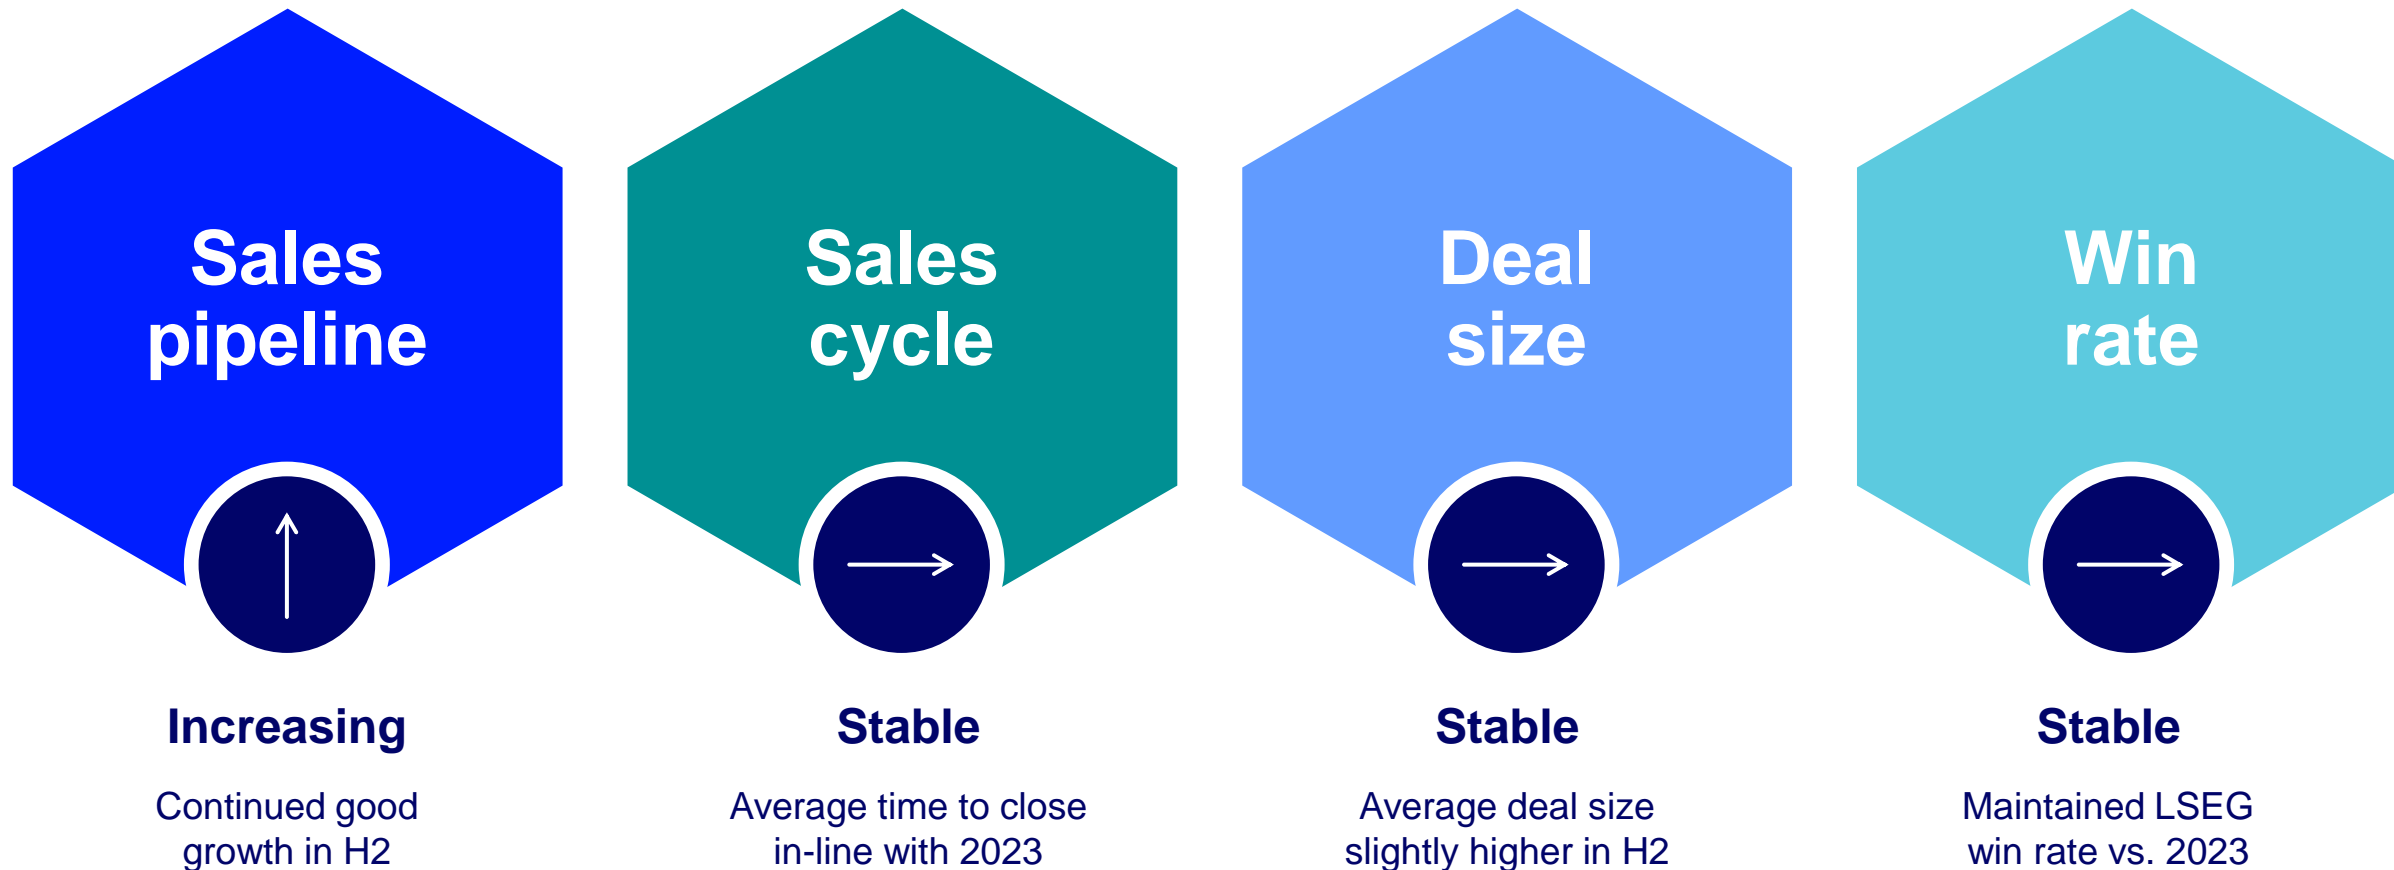 Sales
pipeline
Increasing
Continued good
growth in H2
Sales
cycle
Stable
Average time to close
in-line with 2023
Deal
size
Stable
Average deal size
slightly higher in H2
Win
rate
Stable
Maintained LSEG
win rate vs. 2023